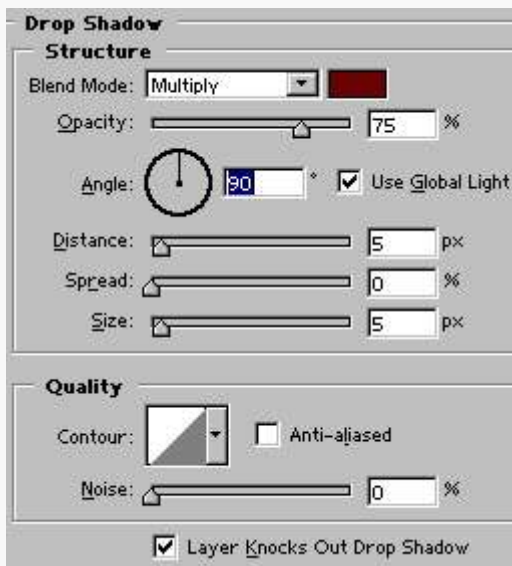 Drop Shadow
Structure
Blend Mode: Multiply
Opacity: 75 %
Angle: 90 ° Use Global Light
Distance: 5 px
Spread: 0 %
Size: 5 px
Quality
Contour: Anti-aliased
Noise: 0 %
Layer Knocks Out Drop Shadow